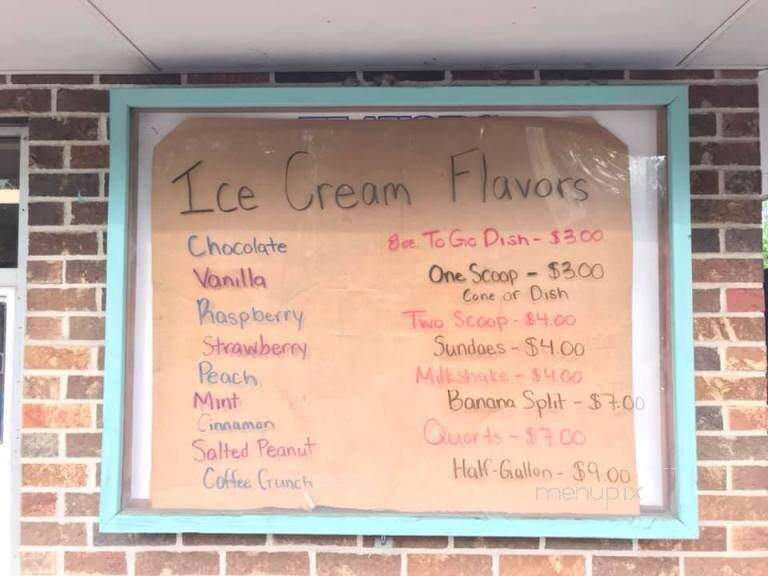 Ice Cream Flavors
Chocolate
Vanilla
Raspberry
Strawberry
Peach
Mint
Cinnamon
Salted Peanut
Coffee Crunch
8oz. To Go Dish - $3.00
One Scoop - $3.00
Cone or Dish
Two Scoop - $4.00
Sundaes - $4.00
Milkshake - $4.00
Banana Split - $7.00
Quarts - $7.00
Half-Gallon - $9.00
menupix